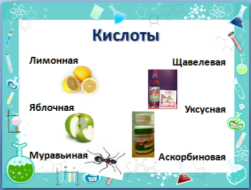 Кислоты
Лимонная
Щавелевая
Яблочная
Уксусная
Муравьиная
Аскорбиновая